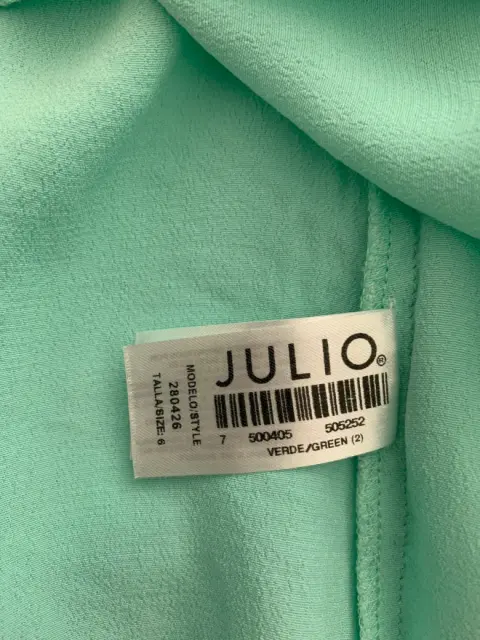 JULIO®
MODELO/STYLE
280426
TALLA/SIZE: 6
7 500405 505252
VERDE/GREEN (2)